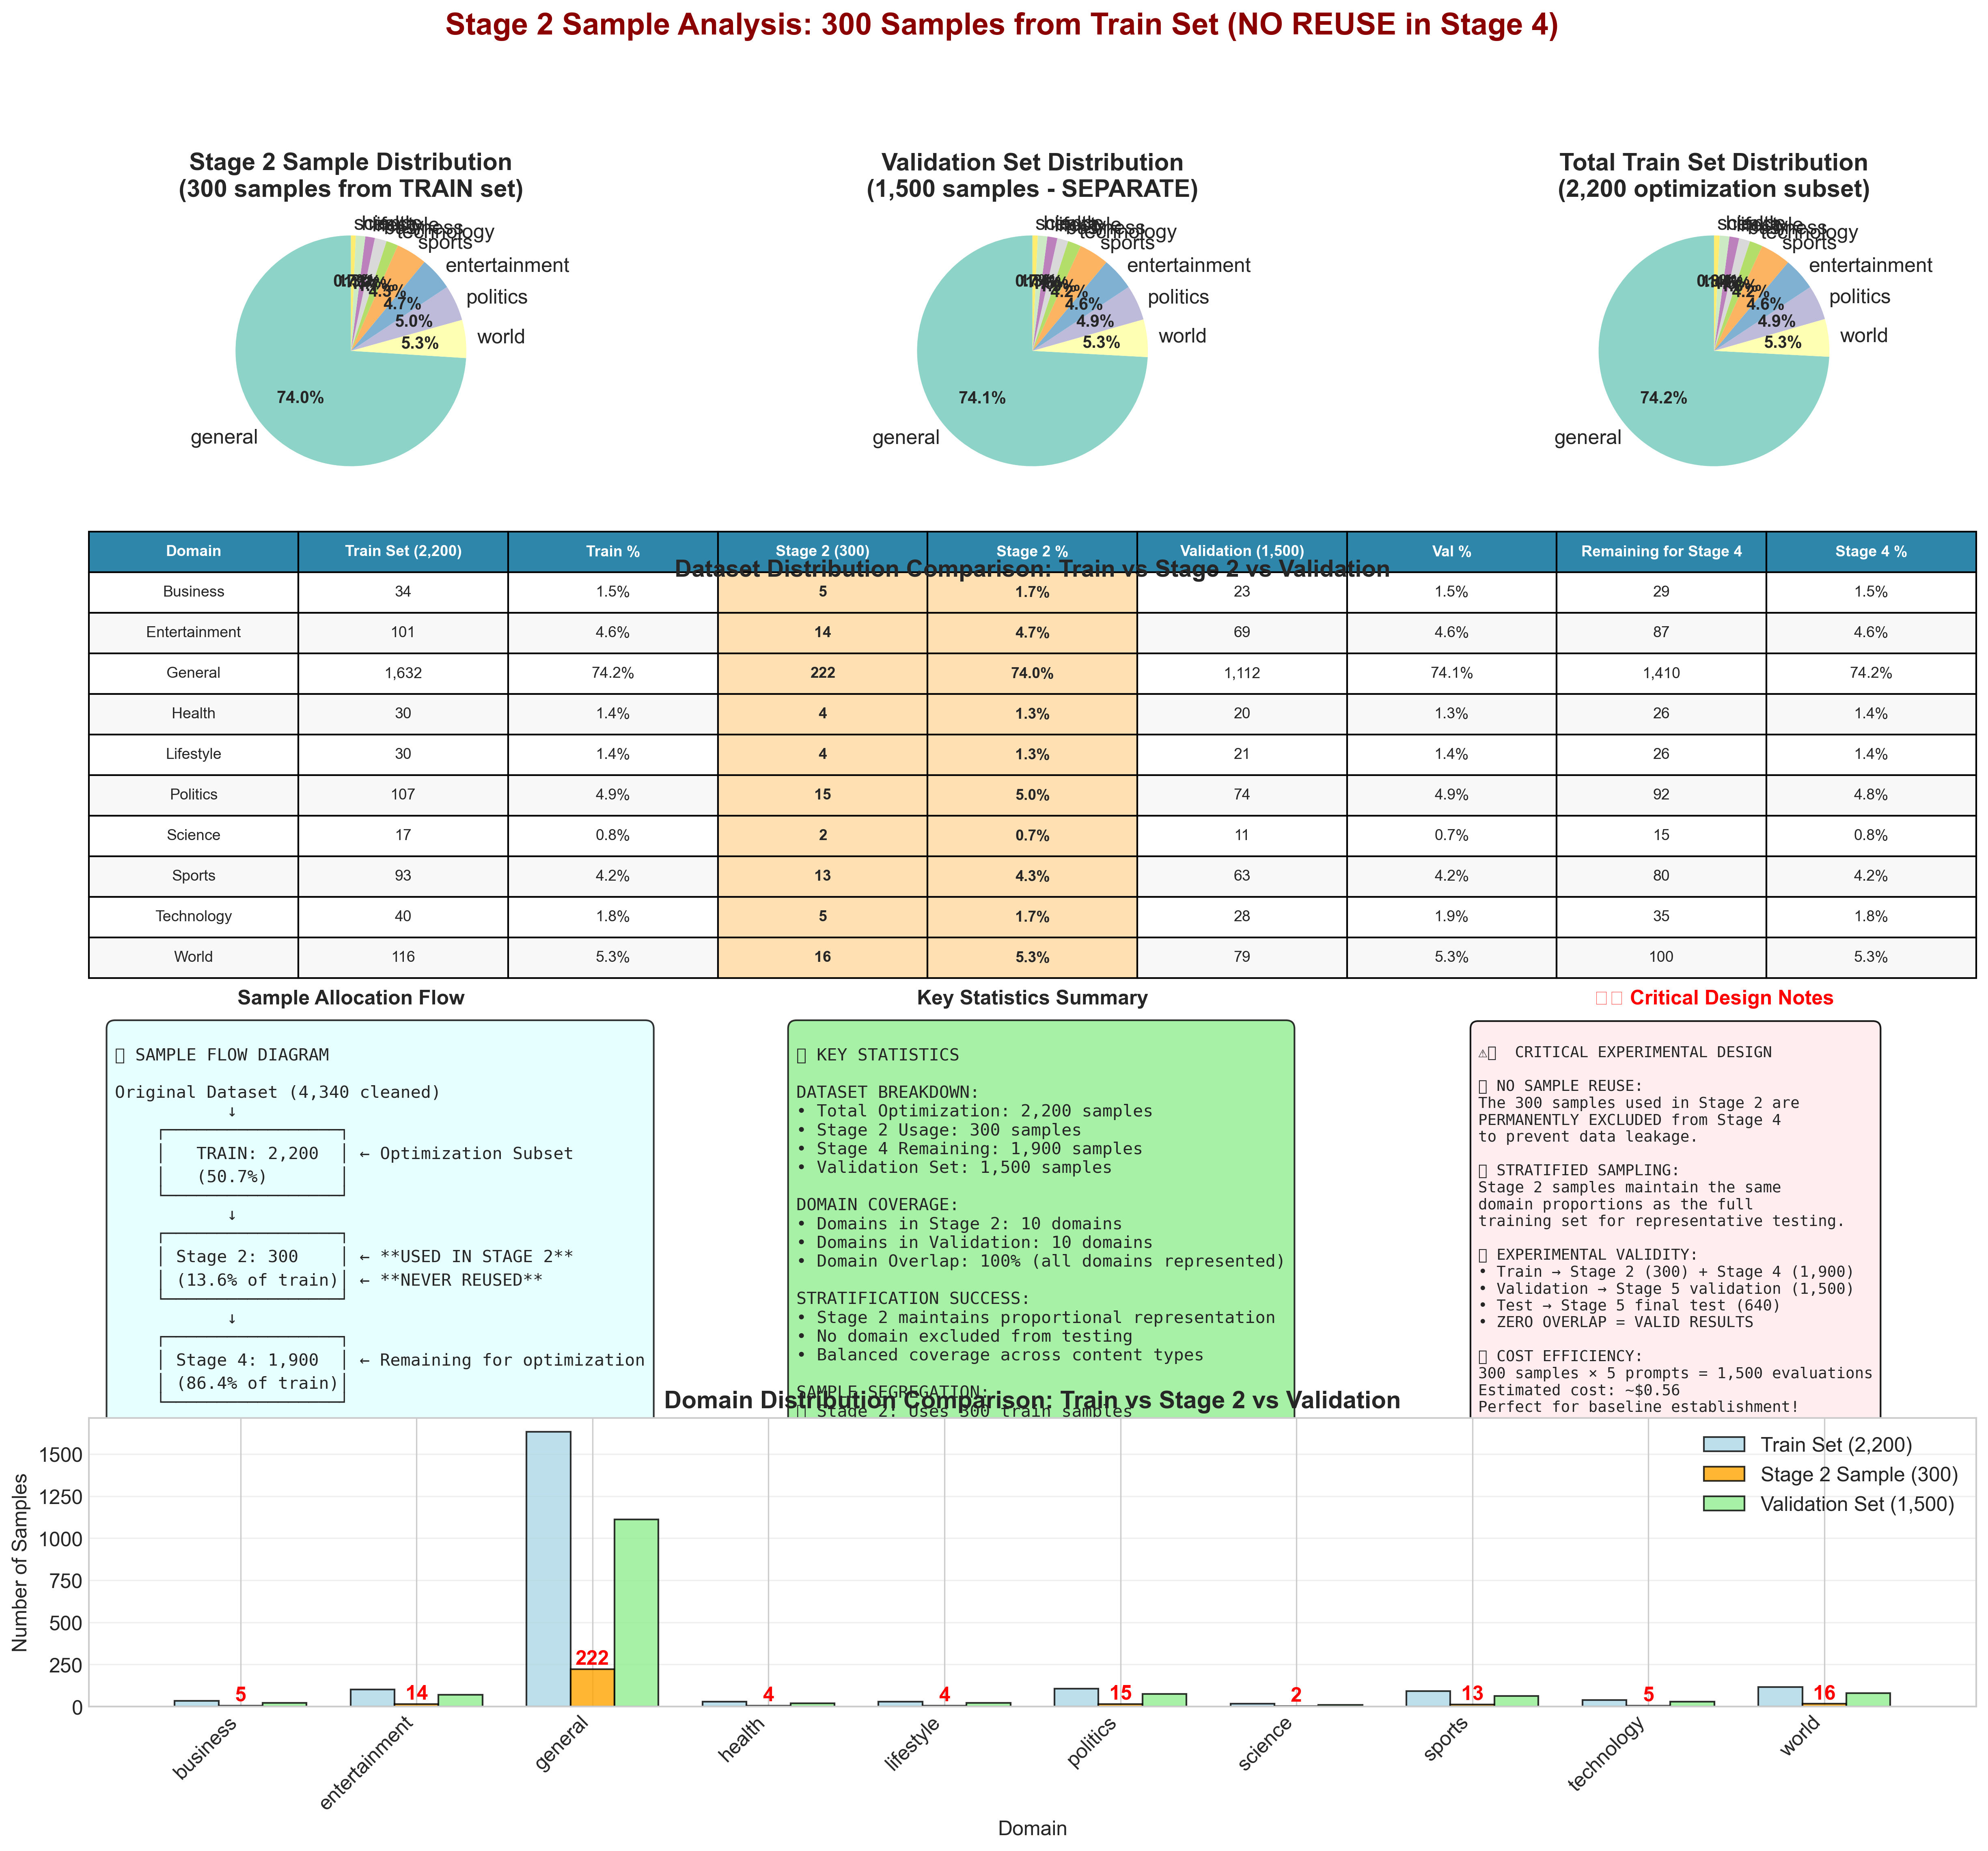 Stage 2 Sample Analysis: 300 Samples from Train Set (NO REUSE in Stage 4)
Stage 2 Sample Distribution
(300 samples from TRAIN set)
technology
sports
entertainment
politics
world
general
4.3%
4.7%
5.0%
5.3%
74.0%
Validation Set Distribution
(1,500 samples - SEPARATE)
technology
sports
entertainment
politics
world
general
4.2%
4.6%
4.9%
5.3%
74.1%
Total Train Set Distribution
(2,200 optimization subset)
technology
sports
entertainment
politics
world
general
4.2%
4.6%
4.9%
5.3%
74.2%
Domain Train Set (2,200) Train % Stage 2 (300) Stage 2 % Validation (1,500) Val % Remaining for Stage 4 Stage 4 %
Dataset Distribution Comparison: Train vs Stage 2 vs Validation
Business 34 1.5% 5 1.7% 23 1.5% 29 1.5%
Entertainment 101 4.6% 14 4.7% 69 4.6% 87 4.6%
General 1,632 74.2% 222 74.0% 1,112 74.1% 1,410 74.2%
Health 30 1.4% 4 1.3% 20 1.3% 26 1.4%
Lifestyle 30 1.4% 4 1.3% 21 1.4% 26 1.4%
Politics 107 4.9% 15 5.0% 74 4.9% 92 4.8%
Science 17 0.8% 2 0.7% 11 0.7% 15 0.8%
Sports 93 4.2% 13 4.3% 63 4.2% 80 4.2%
Technology 40 1.8% 5 1.7% 28 1.9% 35 1.8%
World 116 5.3% 16 5.3% 79 5.3% 100 5.3%
Sample Allocation Flow
SAMPLE FLOW DIAGRAM
Original Dataset (4,340 cleaned)
↓
TRAIN: 2,200 ← Optimization Subset
(50.7%)
↓
Stage 2: 300 ← **USED IN STAGE 2**
(13.6% of train) ← **NEVER REUSED**
↓
Stage 4: 1,900 ← Remaining for optimization
(86.4% of train)
Key Statistics Summary
KEY STATISTICS
DATASET BREAKDOWN:
• Total Optimization: 2,200 samples
• Stage 2 Usage: 300 samples
• Stage 4 Remaining: 1,900 samples
• Validation Set: 1,500 samples
DOMAIN COVERAGE:
• Domains in Stage 2: 10 domains
• Domains in Validation: 10 domains
• Domain Overlap: 100% (all domains represented)
STRATIFICATION SUCCESS:
• Stage 2 maintains proportional representation
• No domain excluded from testing
• Balanced coverage across content types
SAMPLE SEGREGATION:
Stage 2: Uses 300 train samples
Critical Design Notes
⚠ CRITICAL EXPERIMENTAL DESIGN
NO SAMPLE REUSE:
The 300 samples used in Stage 2 are
PERMANENTLY EXCLUDED from Stage 4
to prevent data leakage.
STRATIFIED SAMPLING:
Stage 2 samples maintain the same
domain proportions as the full
training set for representative testing.
EXPERIMENTAL VALIDITY:
• Train → Stage 2 (300) + Stage 4 (1,900)
• Validation → Stage 5 validation (1,500)
• Test → Stage 5 final test (640)
• ZERO OVERLAP = VALID RESULTS
COST EFFICIENCY:
300 samples × 5 prompts = 1,500 evaluations
Estimated cost: ~$0.56
Perfect for baseline establishment!
Domain Distribution Comparison: Train vs Stage 2 vs Validation
Number of Samples
1500
1250
1000
750
500
250
0
Train Set (2,200)
Stage 2 Sample (300)
Validation Set (1,500)
5 14 222 4 4 15 2 13 5 16
business entertainment general health lifestyle politics science sports technology world
Domain